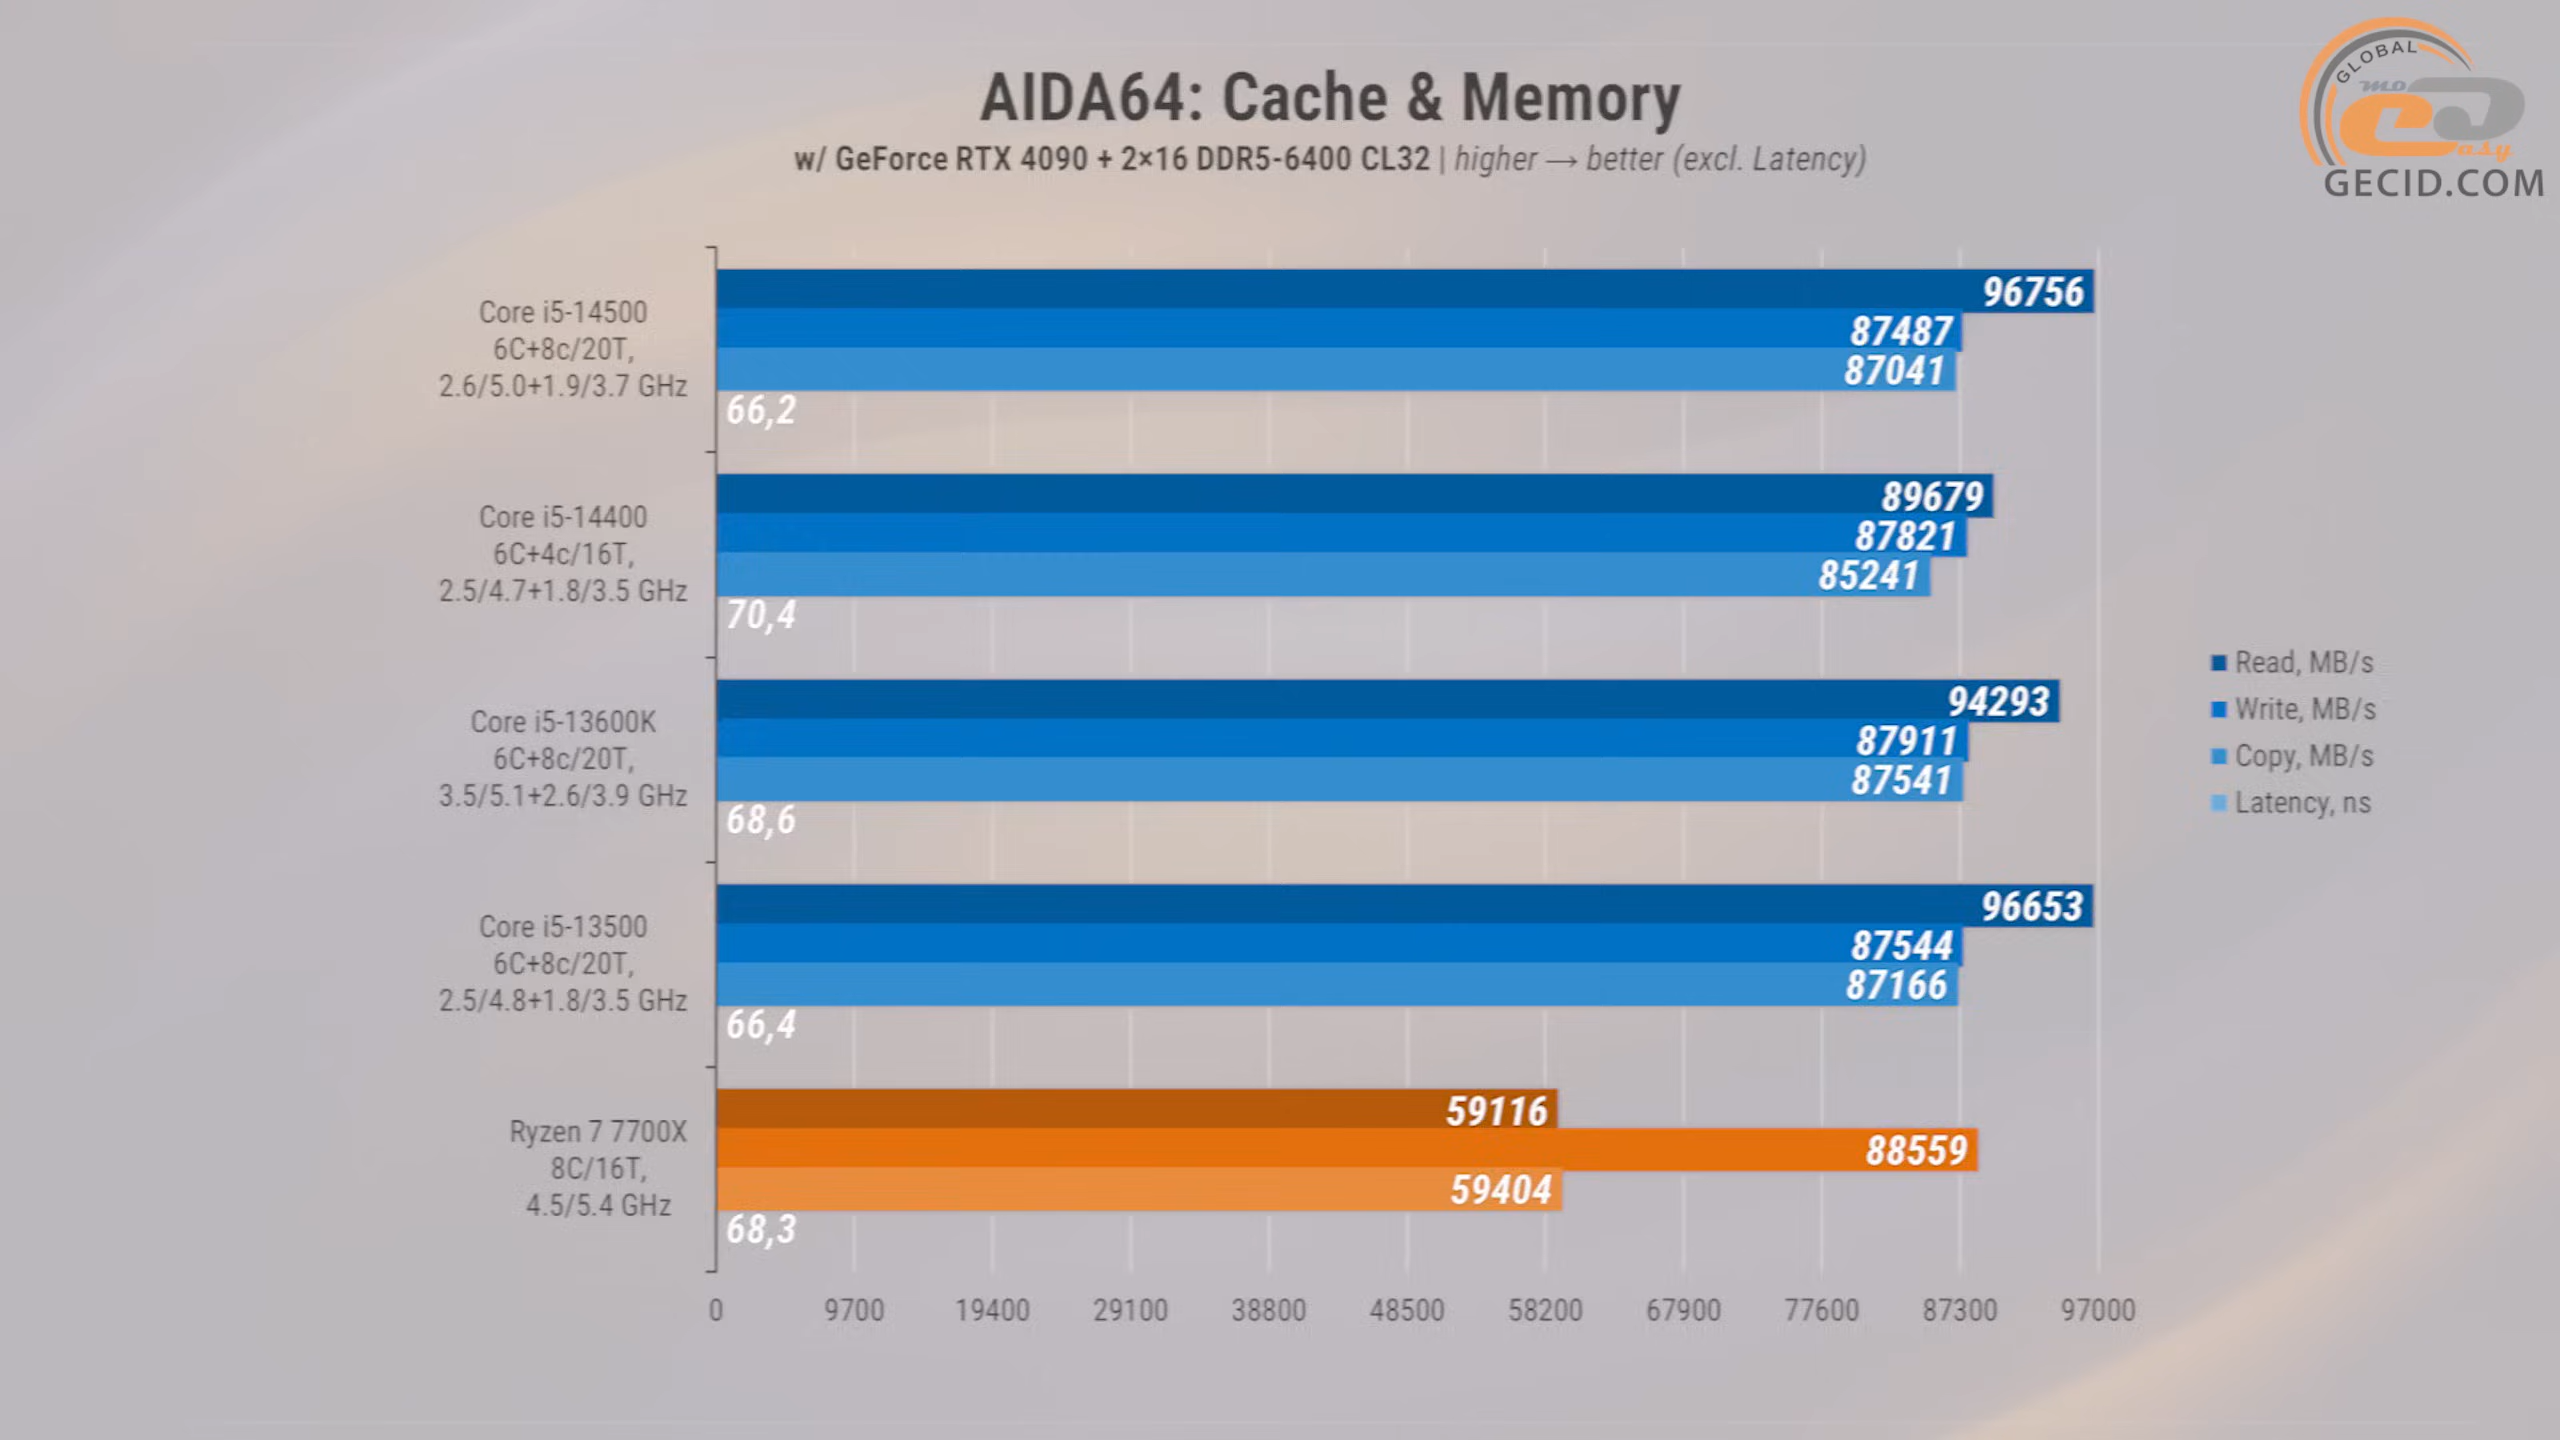 AIDA64: Cache & Memory
w/ GeForce RTX 4090 + 2×16 DDR5-6400 CL32 | higher → better (excl. Latency)
GLOBAL
MO
easy
GECID.COM
Core i5-14500
6C+8c/20T,
2.6/5.0+1.9/3.7 GHz
96756
87487
87041
66,2
Core i5-14400
6C+4c/16T,
2.5/4.7+1.8/3.5 GHz
89679
87821
85241
70,4
Core i5-13600K
6C+8c/20T,
3.5/5.1+2.6/3.9 GHz
94293
87911
87541
68,6
Core i5-13500
6C+8c/20T,
2.5/4.8+1.8/3.5 GHz
96653
87544
87166
66,4
Ryzen 7 7700X
8C/16T,
4.5/5.4 GHz
59116
88559
59404
68,3
0 9700 19400 29100 38800 48500 58200 67900 77600 87300 97000
Read, MB/s
Write, MB/s
Copy, MB/s
Latency, ns